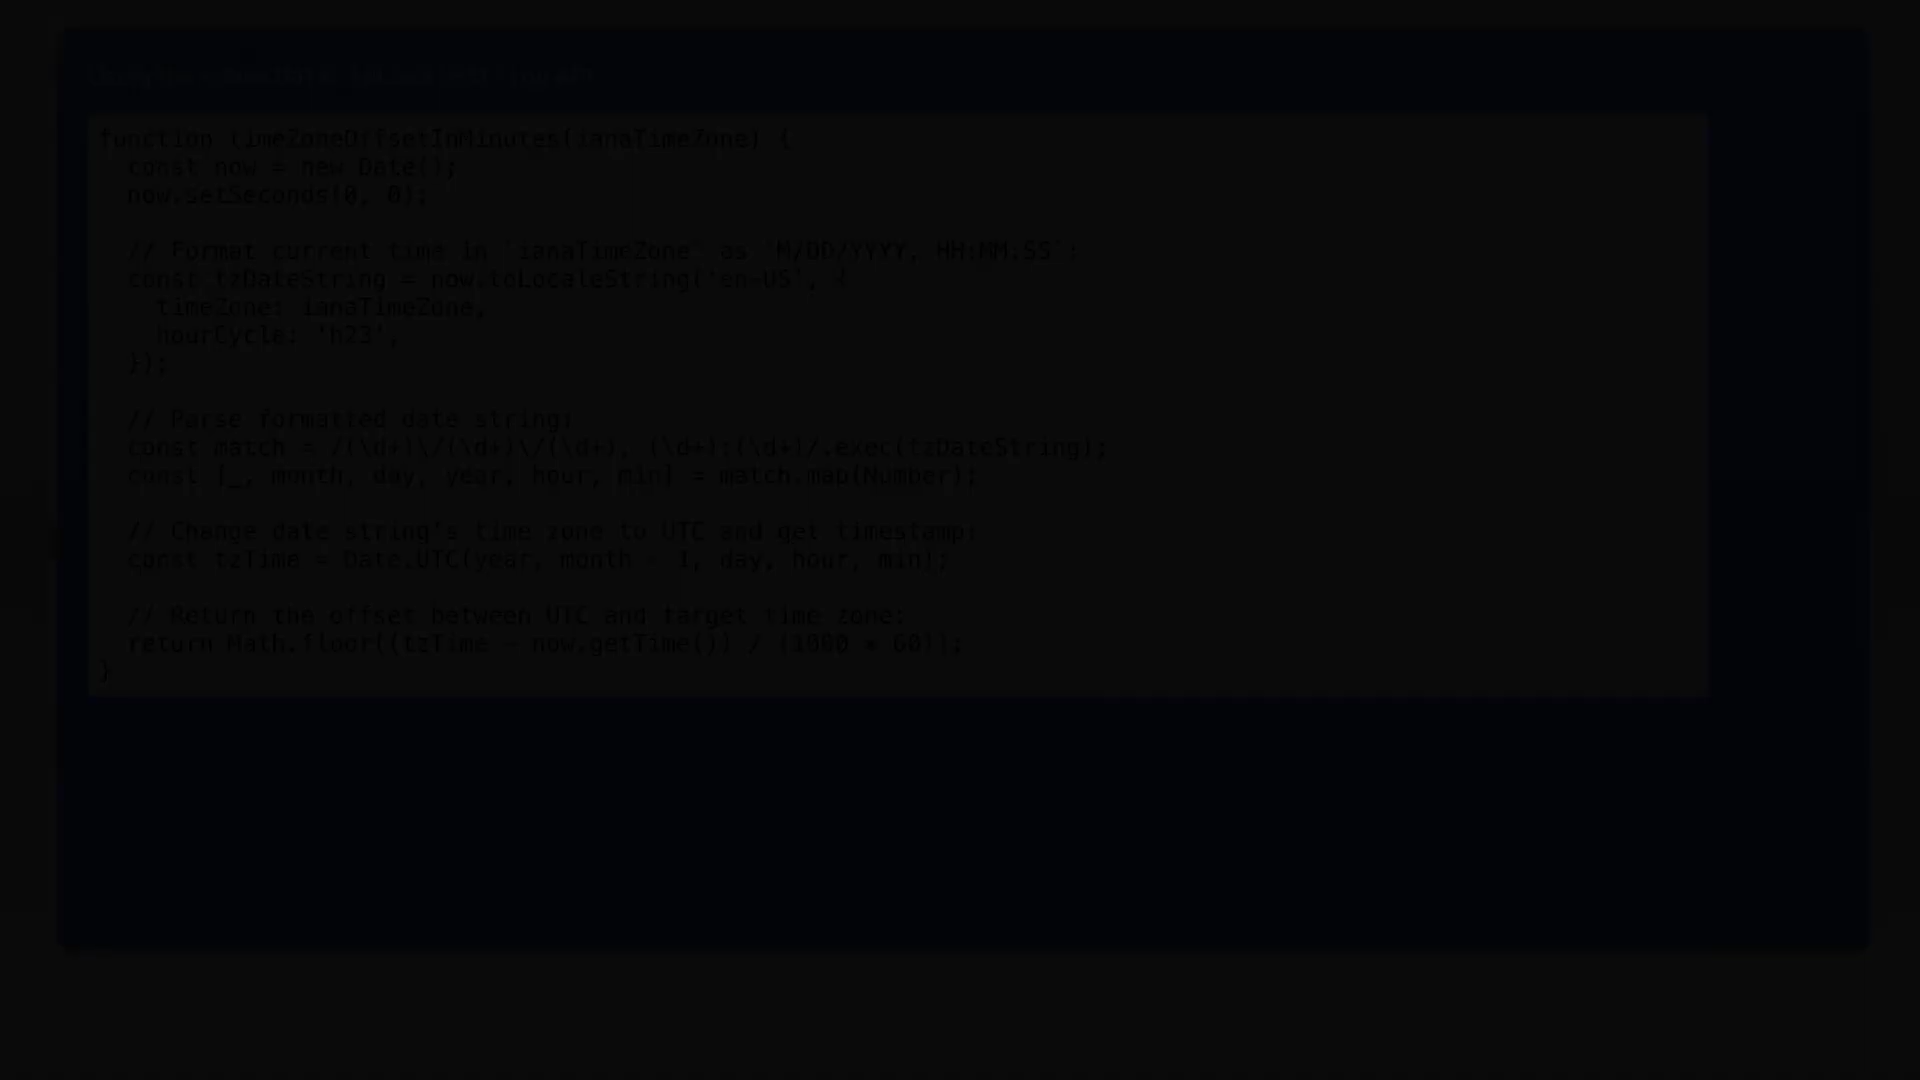 function timeZoneOffsetInMinutes(ianaTimeZone) {
const now = new Date();
now.setSeconds(0, 0);
// Format current time in `ianaTimeZone` as `M/DD/YYYY, HH:MM:SS`:
const tzDateString = now.toLocaleString('en-US', {
timeZone: ianaTimeZone,
hourCycle: 'h23',
});
// Parse formatted date string:
const match = /(\d+)\/(\d+)\/(\d+), (\d+):(\d+)/.exec(tzDateString);
const [_, month, day, year, hour, min] = match.map(Number);
// Change date string's time zone to UTC and get timestamp:
const tzTime = Date.UTC(year, month - 1, day, hour, min);
// Return the offset between UTC and target time zone:
return Math.floor((tzTime - now.getTime()) / (1000 * 60));
}